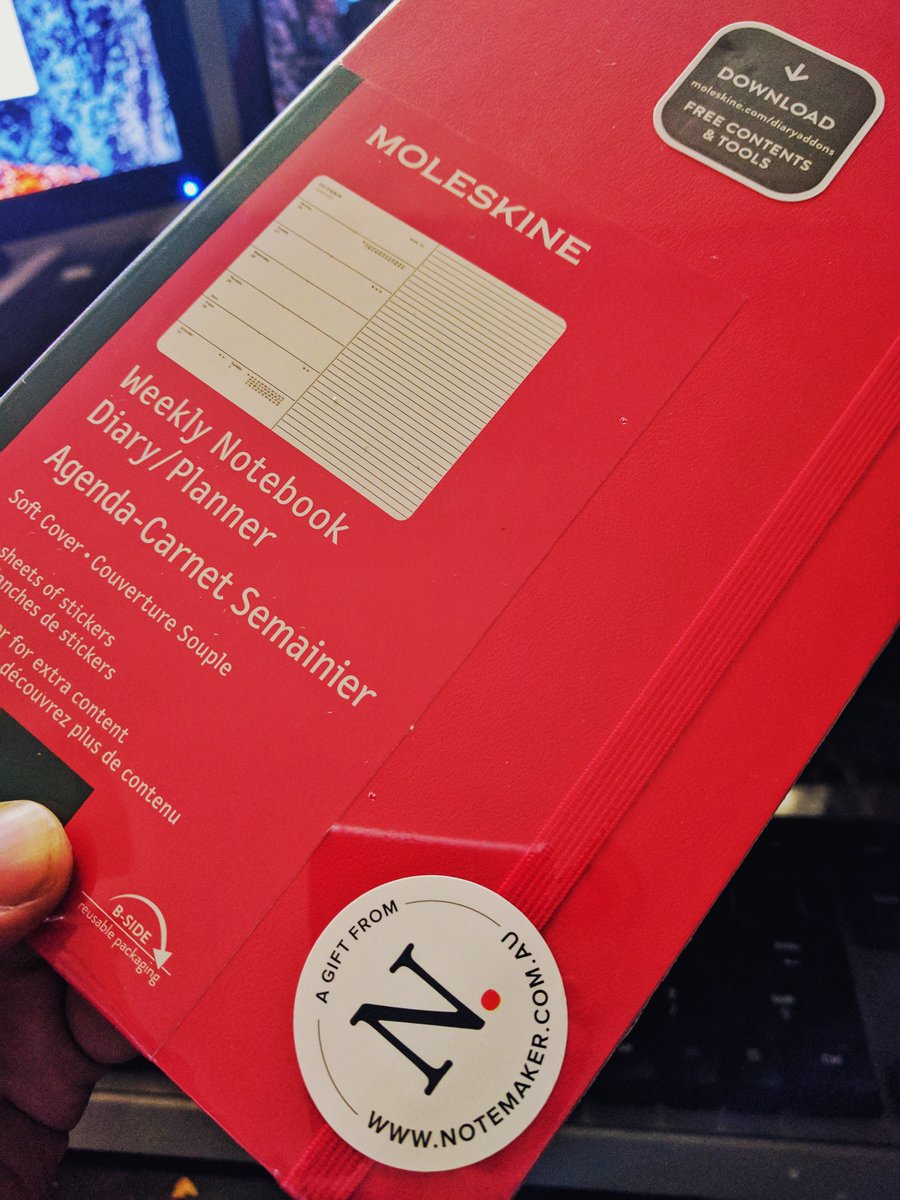 DOWNLOAD
moleskine.com/diaryaddons
FREE CONTENTS
& TOOLS
MOLESKINE
Weekly Notebook
Diary/Planner
Agenda-Carnet Semainier
Soft Cover • Couverture Souple
sheets of stickers
de stickers
for extra content
découvrez plus de contenu
B-SIDE
reusable packaging
A GIFT FROM
N.
WWW.NOTEMAKER.COM.AU